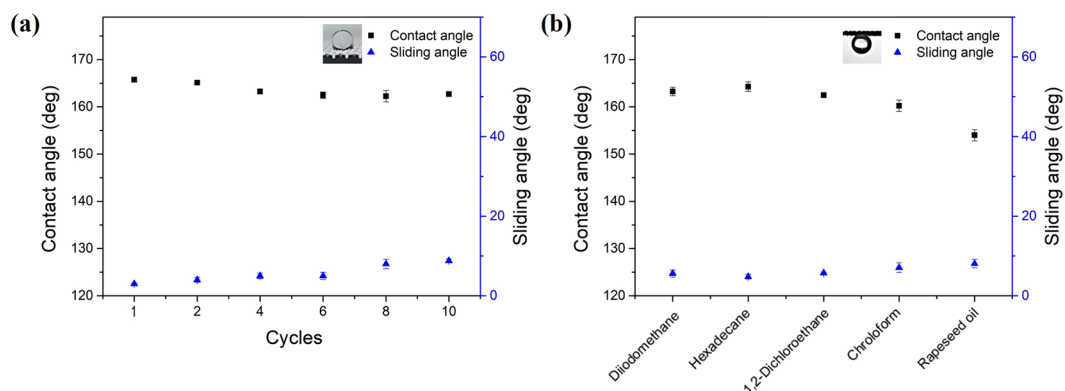 (a)
Contact angle
Sliding angle
Contact angle (deg)
170
160
150
140
130
120
Sliding angle (deg)
60
40
20
0
1 2 4 6 8 10
Cycles
(b)
Contact angle
Sliding angle
Contact angle (deg)
170
160
150
140
130
120
Sliding angle (deg)
60
40
20
0
Diiodomethane
Hexadecane
1,2-Dichloroethane
Chroloform
Rapeseed oil